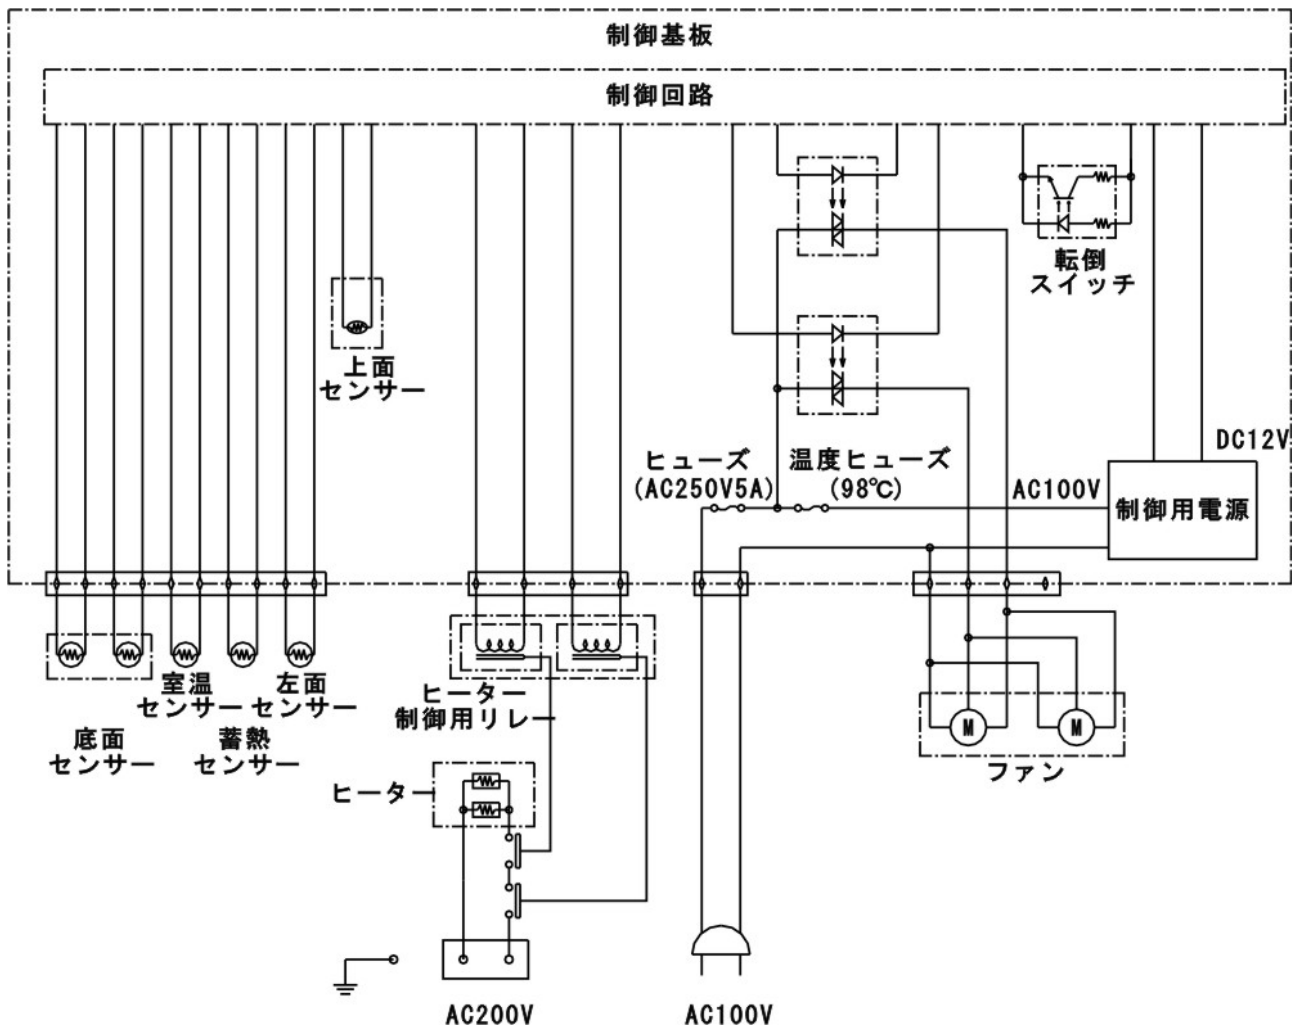 制御基板
制御回路
転倒
スイッチ
上面
センサー
DC12V
ヒューズ
(AC250V5A)
温度ヒューズ
(98℃)
AC100V
制御用電源
室温
センサー
左面
センサー
底面
センサー
蓄熱
センサー
ヒーター
制御用リレー
M
M
ファン
ヒーター
AC200V
AC100V